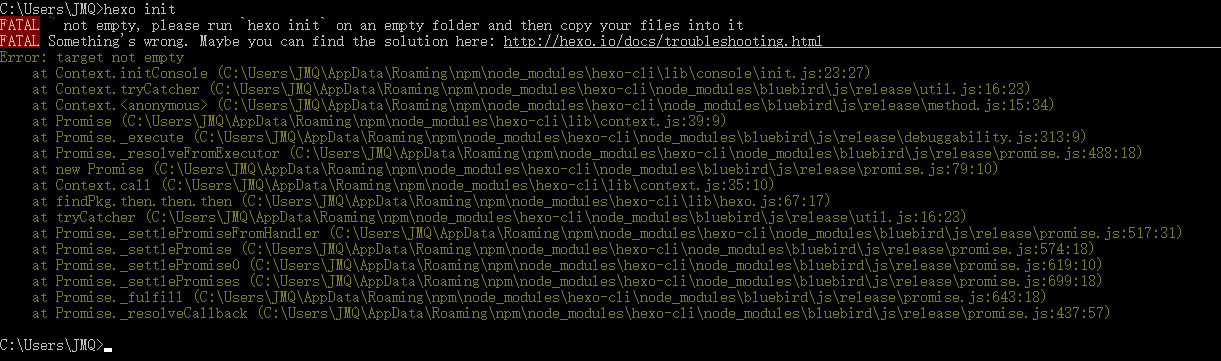 C:\Users\JMQ>hexo init
FATAL ~ not empty, please run `hexo init` on an empty folder and then copy your files into it
FATAL Something's wrong. Maybe you can find the solution here: http://hexo.io/docs/troubleshooting.html
Error: target not empty
    at Context.initConsole (C:\Users\JMQ\AppData\Roaming\npm\node_modules\hexo-cli\lib\console\init.js:23:27)
    at Context.tryCatcher (C:\Users\JMQ\AppData\Roaming\npm\node_modules\hexo-cli\node_modules\bluebird\js\release\util.js:16:23)
    at Context.<anonymous> (C:\Users\JMQ\AppData\Roaming\npm\node_modules\hexo-cli\node_modules\bluebird\js\release\method.js:15:34)
    at Promise (C:\Users\JMQ\AppData\Roaming\npm\node_modules\hexo-cli\lib\context.js:39:9)
    at Promise._execute (C:\Users\JMQ\AppData\Roaming\npm\node_modules\hexo-cli\node_modules\bluebird\js\release\debuggability.js:313:9)
    at Promise._resolveFromExecutor (C:\Users\JMQ\AppData\Roaming\npm\node_modules\hexo-cli\node_modules\bluebird\js\release\promise.js:488:18)
    at new Promise (C:\Users\JMQ\AppData\Roaming\npm\node_modules\hexo-cli\node_modules\bluebird\js\release\promise.js:79:10)
    at Context.call (C:\Users\JMQ\AppData\Roaming\npm\node_modules\hexo-cli\lib\context.js:35:10)
    at findPkg.then.then.then (C:\Users\JMQ\AppData\Roaming\npm\node_modules\hexo-cli\lib\hexo.js:67:17)
    at tryCatcher (C:\Users\JMQ\AppData\Roaming\npm\node_modules\hexo-cli\node_modules\bluebird\js\release\util.js:16:23)
    at Promise._settlePromiseFromHandler (C:\Users\JMQ\AppData\Roaming\npm\node_modules\hexo-cli\node_modules\bluebird\js\release\promise.js:517:31)
    at Promise._settlePromise (C:\Users\JMQ\AppData\Roaming\npm\node_modules\hexo-cli\node_modules\bluebird\js\release\promise.js:574:18)
    at Promise._settlePromise0 (C:\Users\JMQ\AppData\Roaming\npm\node_modules\hexo-cli\node_modules\bluebird\js\release\promise.js:619:10)
    at Promise._settlePromises (C:\Users\JMQ\AppData\Roaming\npm\node_modules\hexo-cli\node_modules\bluebird\js\release\promise.js:699:18)
    at Promise._fulfill (C:\Users\JMQ\AppData\Roaming\npm\node_modules\hexo-cli\node_modules\bluebird\js\release\promise.js:643:18)
    at Promise._resolveCallback (C:\Users\JMQ\AppData\Roaming\npm\node_modules\hexo-cli\node_modules\bluebird\js\release\promise.js:437:57)
C:\Users\JMQ>